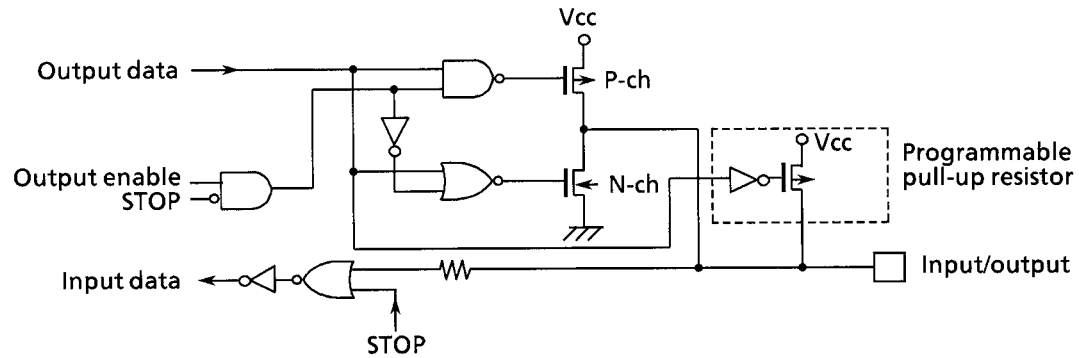 Vcc
Output data
P-ch
Vcc
Programmable
pull-up resistor
Output enable
STOP
N-ch
Input data
Input/output
STOP